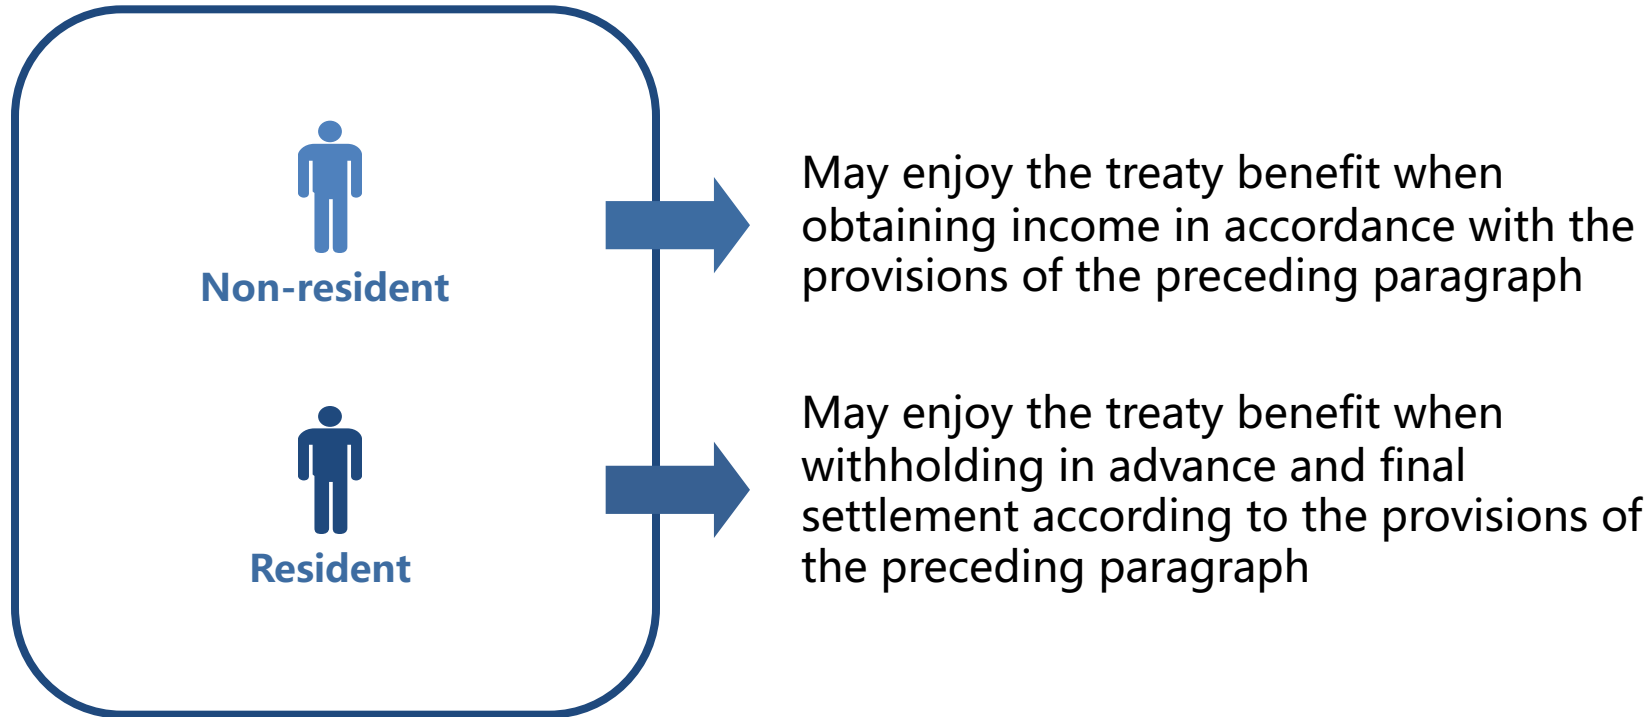 Non-resident
May enjoy the treaty benefit when
obtaining income in accordance with the
provisions of the preceding paragraph
Resident
May enjoy the treaty benefit when
withholding in advance and final
settlement according to the provisions of
the preceding paragraph